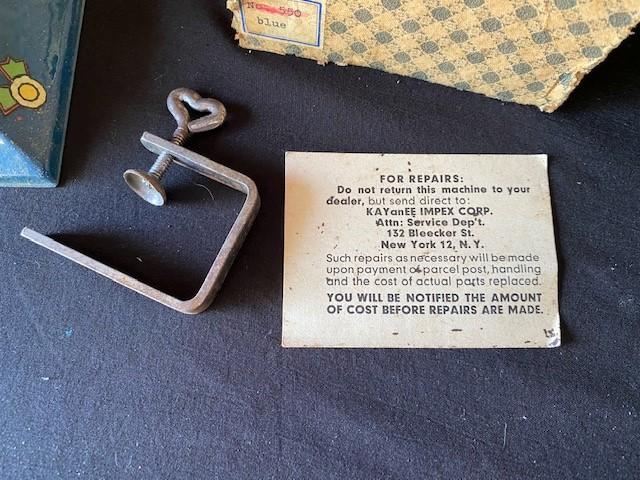 No. 550
blue
FOR REPAIRS:
Do not return this machine to your
dealer, but send direct to:
KAYanEE IMPEX CORP.
Attn: Service Dep't.
132 Bleecker St.
New York 12, N.Y.
Such repairs as necessary will be made
upon payment of parcel post, handling
and the cost of actual parts replaced.
YOU WILL BE NOTIFIED THE AMOUNT
OF COST BEFORE REPAIRS ARE MADE.